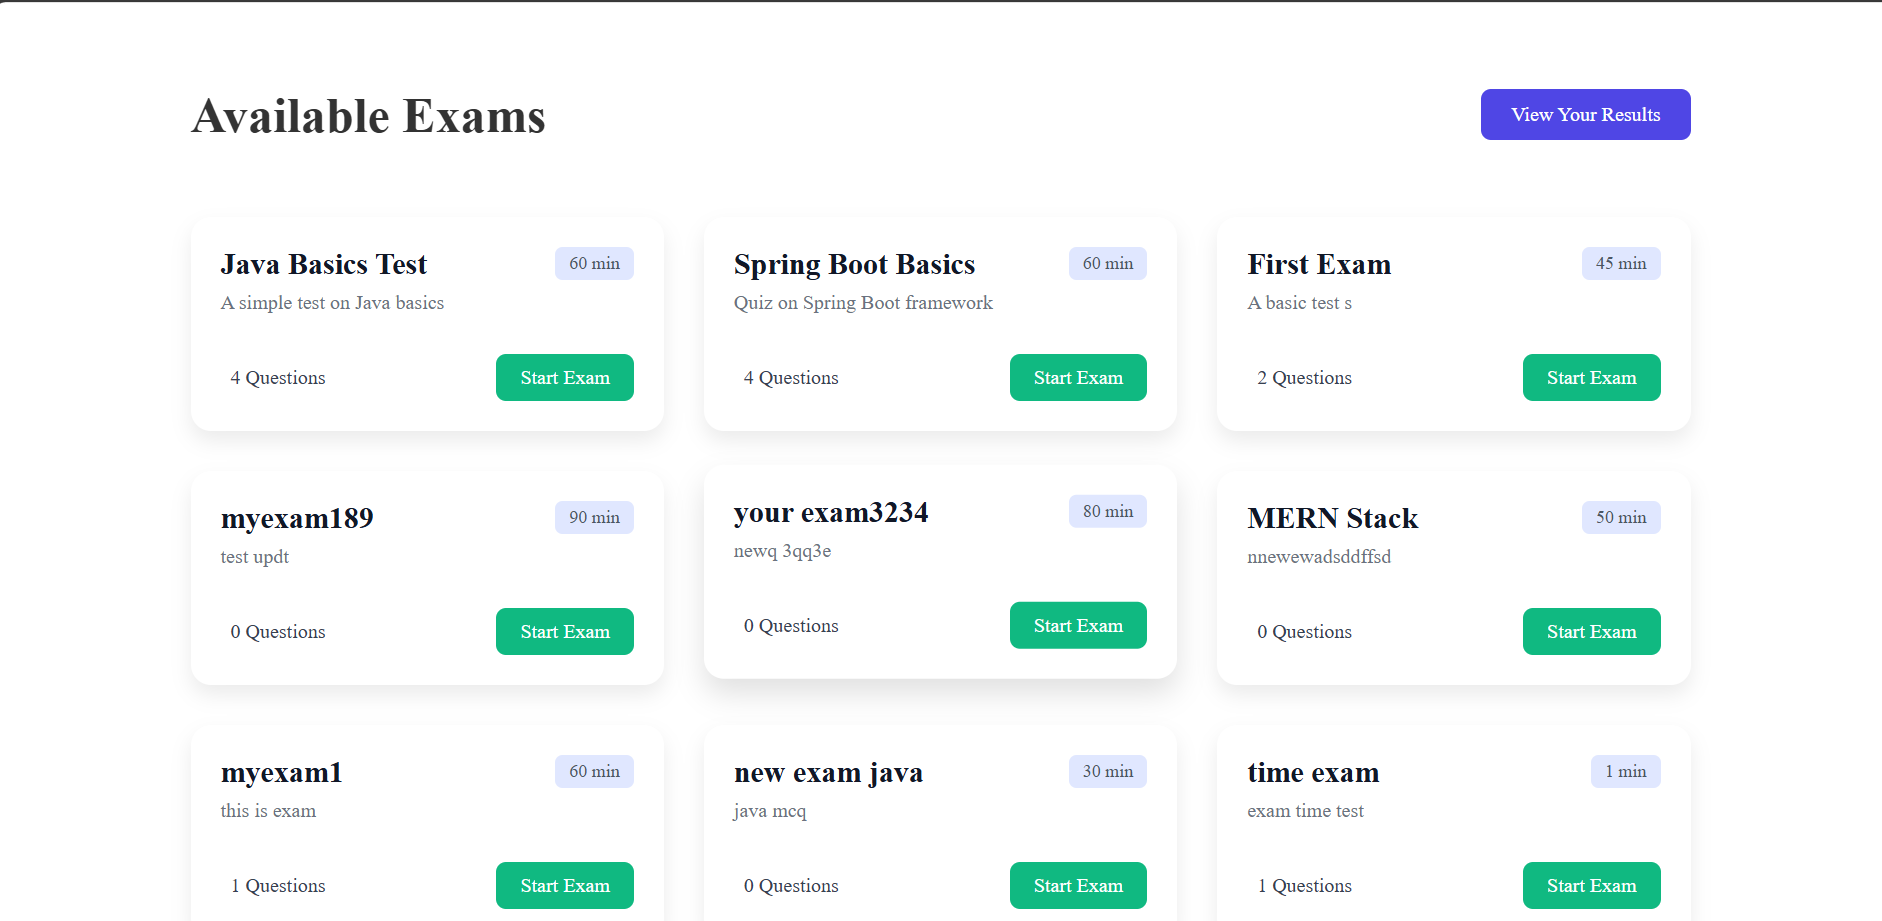 Available Exams
View Your Results
Java Basics Test
60 min
A simple test on Java basics
4 Questions
Start Exam
Spring Boot Basics
60 min
Quiz on Spring Boot framework
4 Questions
Start Exam
First Exam
45 min
A basic test s
2 Questions
Start Exam
myexam189
90 min
test updt
0 Questions
Start Exam
your exam3234
80 min
newq 3qq3e
0 Questions
Start Exam
MERN Stack
50 min
nnewewadsddffsd
0 Questions
Start Exam
myexam1
60 min
this is exam
1 Questions
Start Exam
new exam java
30 min
java mcq
0 Questions
Start Exam
time exam
1 min
exam time test
1 Questions
Start Exam